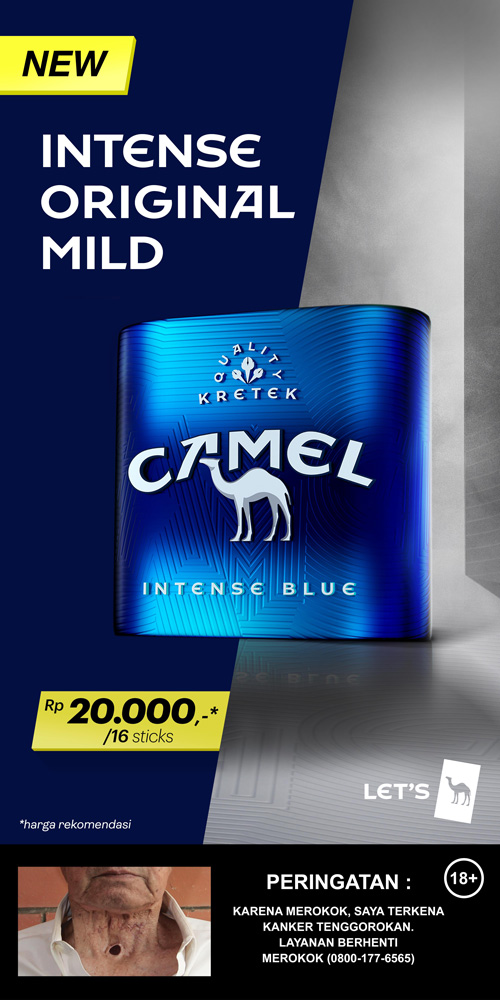 NEW
INTENSE
ORIGINAL
MILD
QUALITY
KRETEK
CAMEL
INTENSE BLUE
Rp 20.000,-*
/16 sticks
LET'S
*harga rekomendasi
PERINGATAN :
18+
KARENA MEROKOK, SAYA TERKENA
KANKER TENGGOROKAN.
LAYANAN BERHENTI
MEROKOK (0800-177-6565)